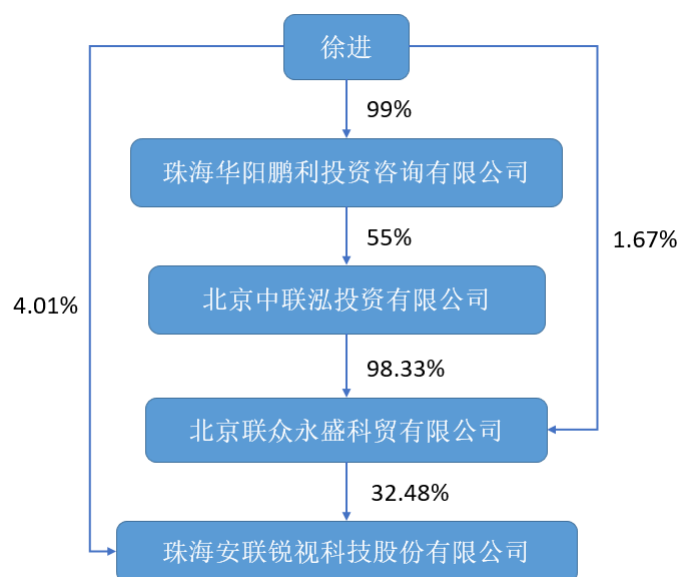 徐进
99%
珠海华阳鹏利投资咨询有限公司
55%
1.67%
北京中联泓投资有限公司
4.01%
98.33%
北京联众永盛科贸有限公司
32.48%
珠海安联锐视科技股份有限公司